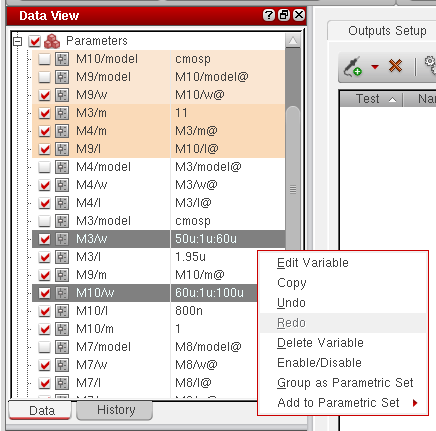 Data View
Outputs Setup
Parameters
M10/model cmosp
M9/model M10/model@
M9/w M10/w@
Test Na
M3/m 11
M4/m M3/m@
M9/l M10/l@
M4/model M3/model@
M4/w M3/w@
M4/l M3/l@
M3/model cmosp
M3/w 50u:1u:60u
M3/l 1.95u
M9/m M10/m@
M10/w 60u:1u:100u
M10/l 800n
M10/m 1
M7/model M8/model@
M7/w M8/w@
M7/l M8/l@
Edit Variable
Copy
Undo
Redo
Delete Variable
Enable/Disable
Group as Parametric Set
Add to Parametric Set
Data History